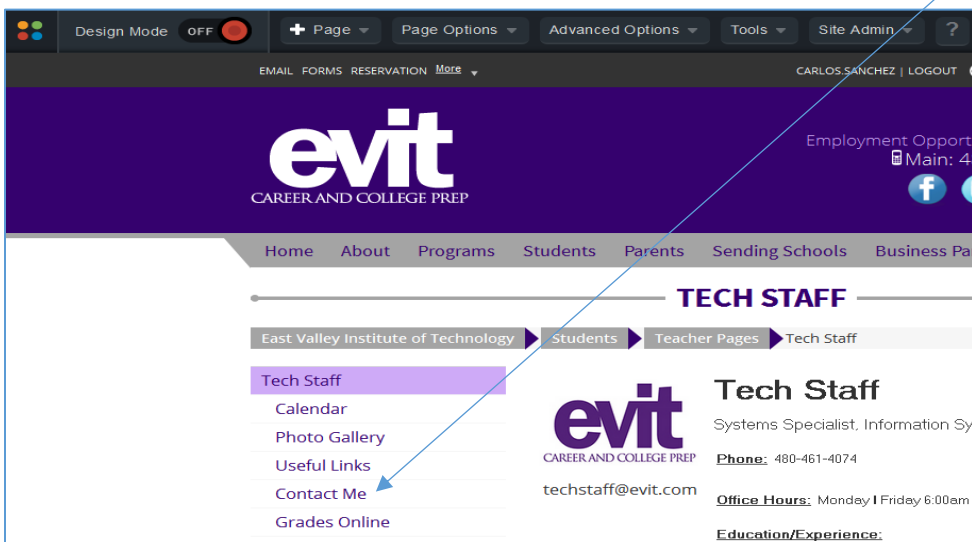 Design Mode OFF + Page Page Options Advanced Options Tools Site Admin ?
EMAIL FORMS RESERVATION More CARLOS.SANCHEZ | LOGOUT
evit
CAREER AND COLLEGE PREP
Employment Opport
Main: 4
f
Home About Programs Students Parents Sending Schools Business Pa
TECH STAFF
East Valley Institute of Technology Students Teacher Pages Tech Staff
Tech Staff
Calendar
Photo Gallery
Useful Links
Contact Me
Grades Online
evit
CAREER AND COLLEGE PREP
techstaff@evit.com
Tech Staff
Systems Specialist, Information Sy
Phone: 480-461-4074
Office Hours: Monday l Friday 6:00am
Education/Experience: